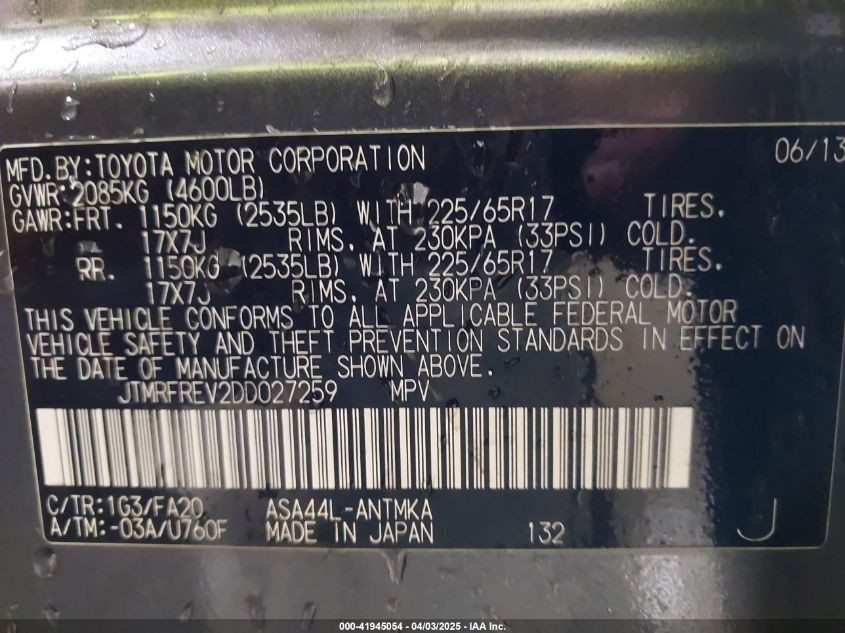 06/13
MFD.BY:TOYOTA MOTOR CORPORATION
GVWR:2085KG (4600LB)
GAWR:FRT. 1150KG (2535LB) WITH 225/65R17 TIRES.
17X7J RIMS, AT 230KPA (33PSI) COLD.
RR. 1150KG (2535LB) WITH 225/65R17 TIRES.
17X7J RIMS, AT 230KPA (33PSI) COLD.
THIS VEHICLE CONFORMS TO ALL APPLICABLE FEDERAL MOTOR
VEHICLE SAFETY AND THEFT PREVENTION STANDARDS IN EFFECT ON
THE DATE OF MANUFACTURE SHOWN ABOVE.
JTMRFREV2DD027259 MPV
C/TR:1G3/FA20 ASA44L-ANTMKA
A/TM:-03A/U760F MADE IN JAPAN 132 J
000-41945054 - 04/03/2025 - IAA Inc.